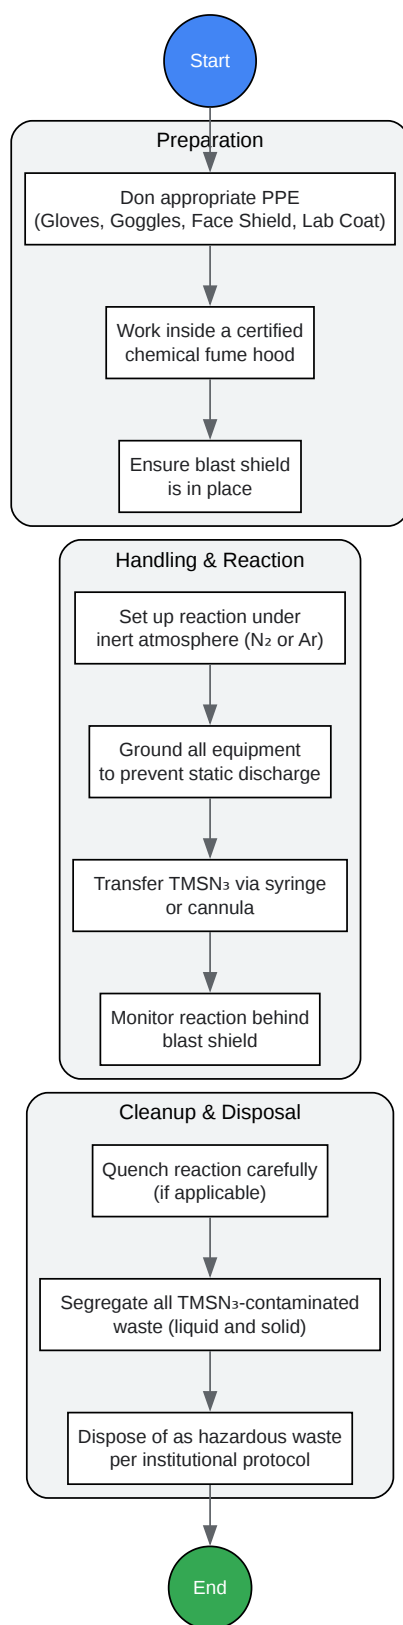 Start
Preparation
Don appropriate PPE
(Gloves, Goggles, Face Shield, Lab Coat)
Work inside a certified
chemical fume hood
Ensure blast shield
is in place
Handling & Reaction
Set up reaction under
inert atmosphere (N₂ or Ar)
Ground all equipment
to prevent static discharge
Transfer TMSN₃ via syringe
or cannula
Monitor reaction behind
blast shield
Cleanup & Disposal
Quench reaction carefully
(if applicable)
Segregate all TMSN₃-contaminated
waste (liquid and solid)
Dispose of as hazardous waste
per institutional protocol
End